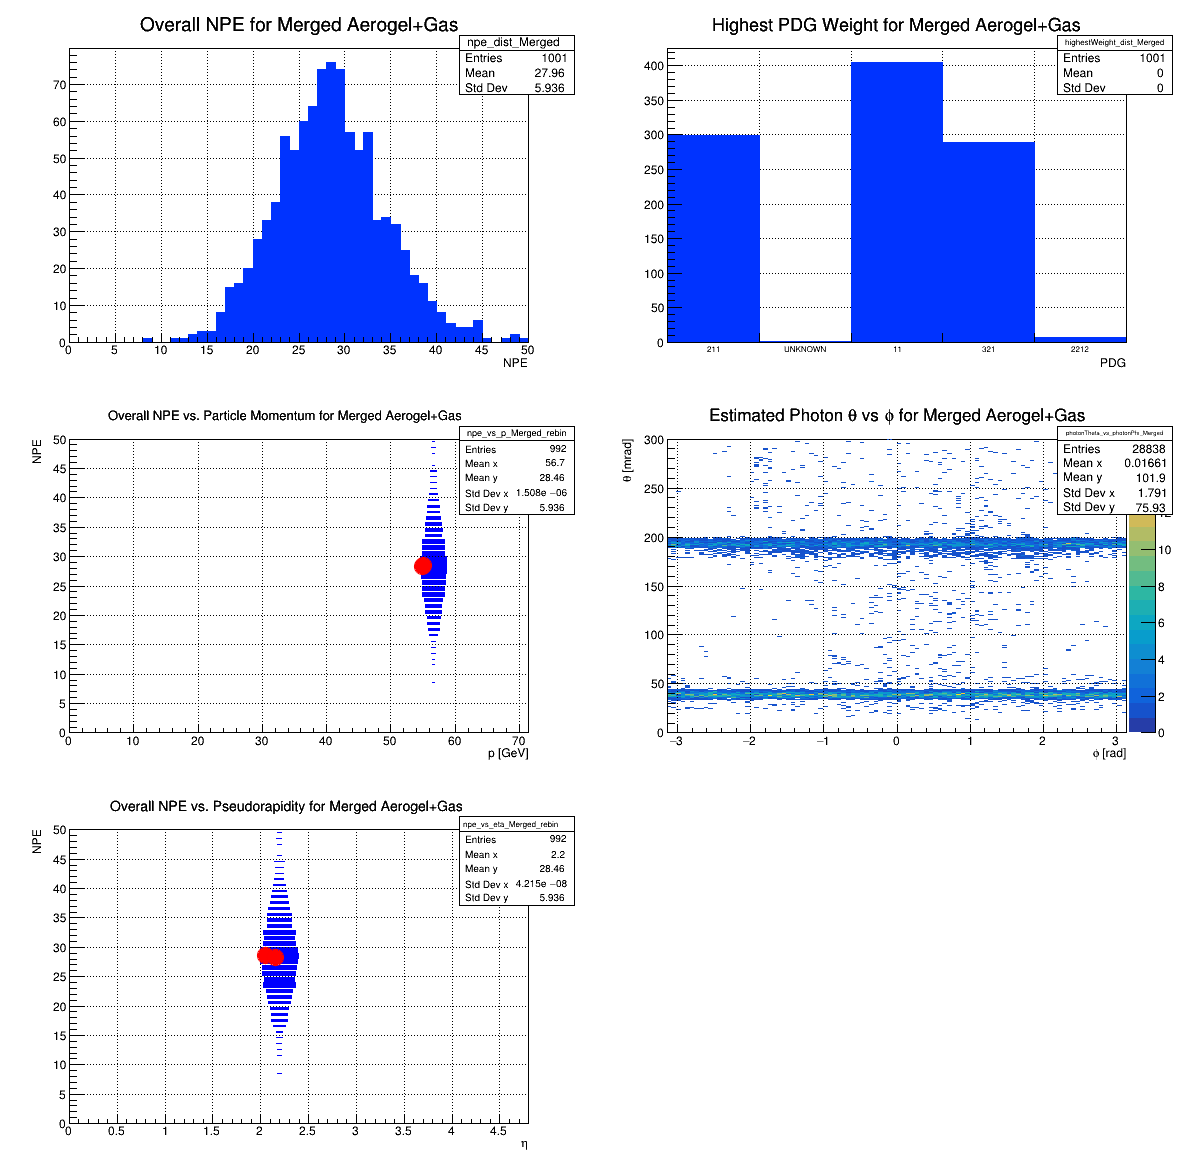 Overall NPE for Merged Aerogel+Gas
npe_dist_Merged
Entries 1001
Mean 27.96
Std Dev 5.936
70
60
50
40
30
20
10
0
0 5 10 15 20 25 30 35 40 45 50
NPE
Highest PDG Weight for Merged Aerogel+Gas
highestWeight_dist_Merged
Entries 1001
Mean 0
Std Dev 0
400
350
300
250
200
150
100
50
0
211 UNKNOWN 11 321 2212
PDG
Overall NPE vs. Particle Momentum for Merged Aerogel+Gas
npe_vs_p_Merged_rebin
Entries 992
Mean x 56.7
Mean y 28.46
Std Dev x 1.508e −06
Std Dev y 5.936
NPE
50
45
40
35
30
25
20
15
10
5
0
0 10 20 30 40 50 60 70
p [GeV]
Estimated Photon θ vs ϕ for Merged Aerogel+Gas
photonTheta_vs_photonPhi_Merged
Entries 28838
Mean x 0.01661
Mean y 101.9
Std Dev x 1.791
Std Dev y 75.93
θ [mrad]
300
250
200
150
100
50
0
−3 −2 −1 0 1 2 3
ϕ [rad]
10
8
6
4
2
0
Overall NPE vs. Pseudorapidity for Merged Aerogel+Gas
npe_vs_eta_Merged_rebin
Entries 992
Mean x 2.2
Mean y 28.46
Std Dev x 4.215e −08
Std Dev y 5.936
NPE
50
45
40
35
30
25
20
15
10
5
0
0 0.5 1 1.5 2 2.5 3 3.5 4 4.5
η